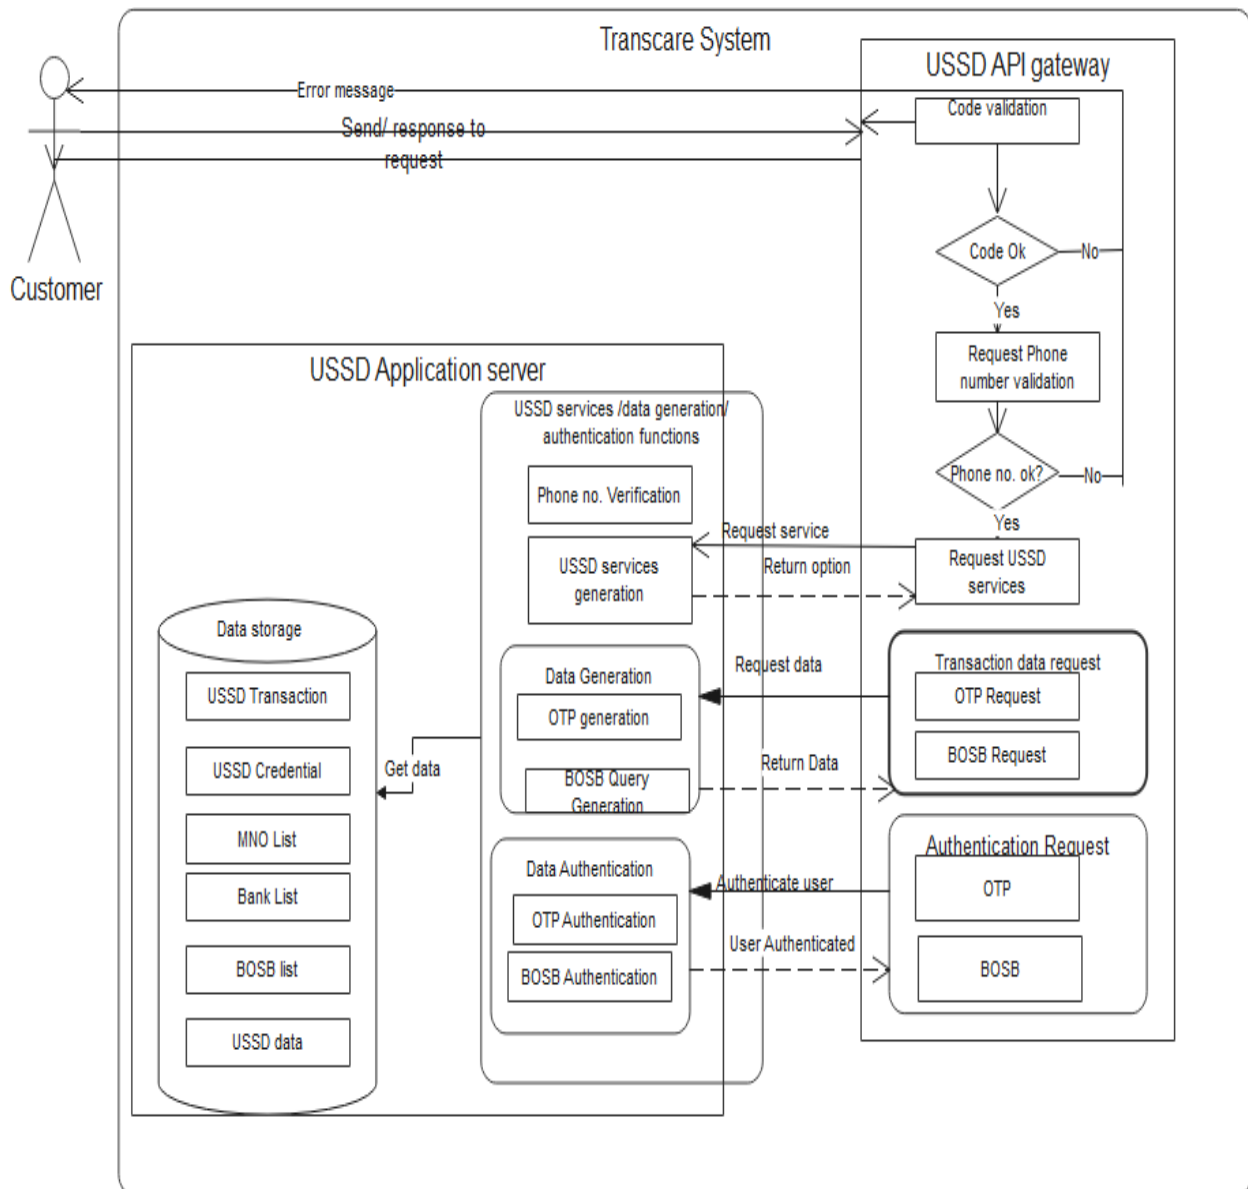 Transcare System
USSD API gateway
Error message
Code validation
Send/ response to
request
Code Ok
No
Customer
Yes
Request Phone
number validation
USSD Application server
USSD services /data generation/
authentication functions
Phone no. ok?
No
Phone no. Verification
Yes
Request service
USSD services
generation
Return option
Request USSD
services
Data storage
USSD Transaction
USSD Credential
MNO List
Bank List
BOSB list
USSD data
Get data
Data Generation
OTP generation
BOSB Query
Generation
Request data
Return Data
Transaction data request
OTP Request
BOSB Request
Data Authentication
OTP Authentication
BOSB Authentication
Authenticate user
User Authenticated
Authentication Request
OTP
BOSB